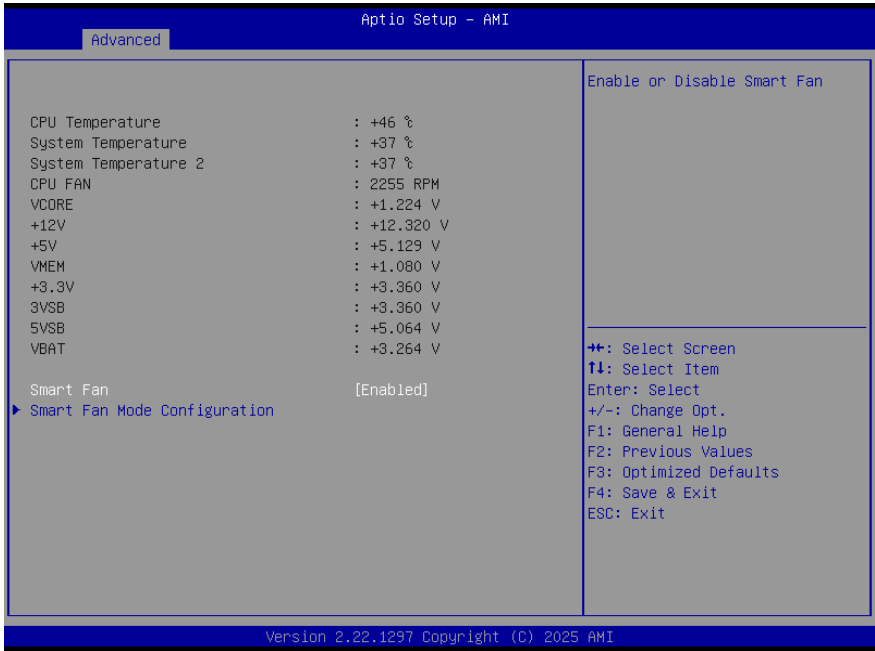 Aptio Setup – AMI
Advanced
Enable or Disable Smart Fan
CPU Temperature : +46 ℃
System Temperature : +37 ℃
System Temperature 2 : +37 ℃
CPU FAN : 2255 RPM
VCORE : +1.224 V
+12V : +12.320 V
+5V : +5.129 V
VMEM : +1.080 V
+3.3V : +3.360 V
3VSB : +3.360 V
5VSB : +5.064 V
VBAT : +3.264 V
Smart Fan [Enabled]
Smart Fan Mode Configuration
→←: Select Screen
↑↓: Select Item
Enter: Select
+/-: Change Opt.
F1: General Help
F2: Previous Values
F3: Optimized Defaults
F4: Save & Exit
ESC: Exit
Version 2.22.1297 Copyright (C) 2025 AMI